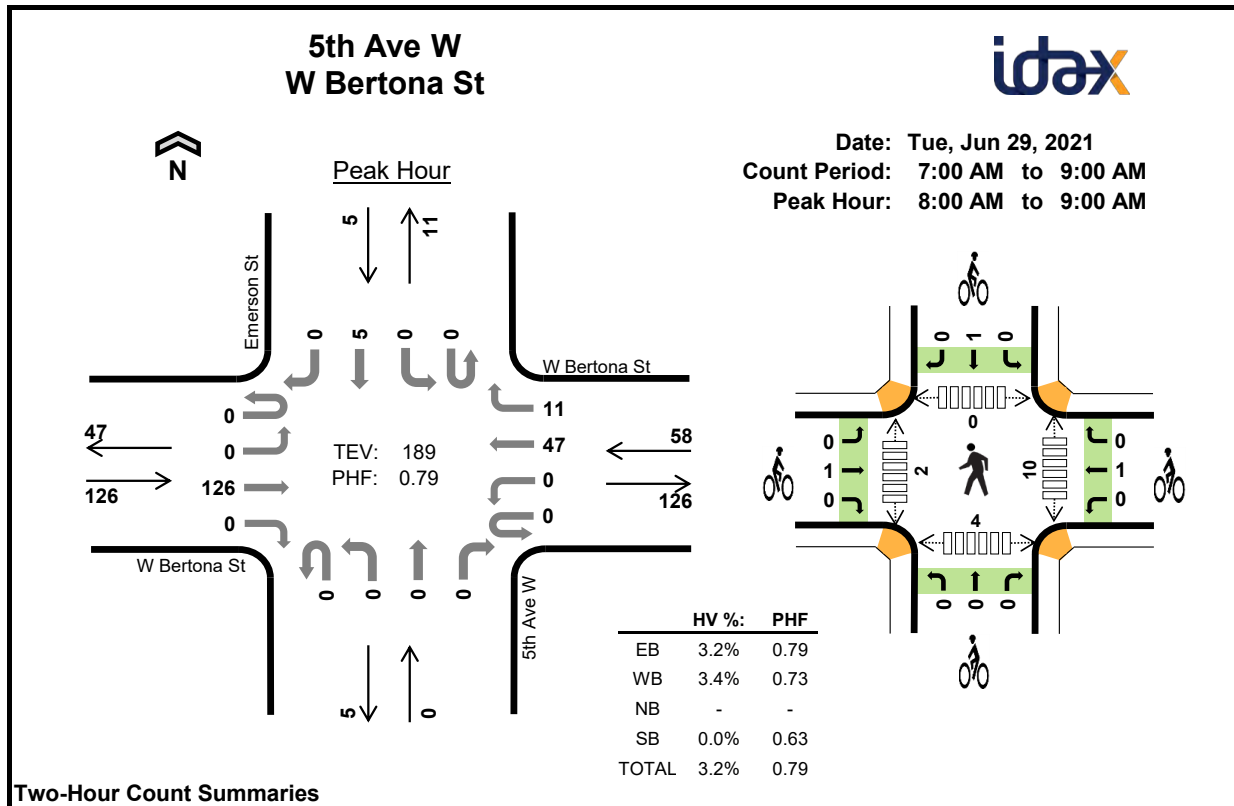 5th Ave W
W Bertona St
idax
N
Peak Hour
Date: Tue, Jun 29, 2021
Count Period: 7:00 AM to 9:00 AM
Peak Hour: 8:00 AM to 9:00 AM
5
11
Emerson St
0 5 0 0
W Bertona St
0
0
126
0
TEV: 189
PHF: 0.79
11
47
0
0
47
126
58
126
W Bertona St
0 0 0 0
5th Ave W
5
0
0 1 0
0
0
1
0
2
10
0
1
0
4
0 0 0
HV %: PHF
EB 3.2% 0.79
WB 3.4% 0.73
NB - -
SB 0.0% 0.63
TOTAL 3.2% 0.79
Two-Hour Count Summaries